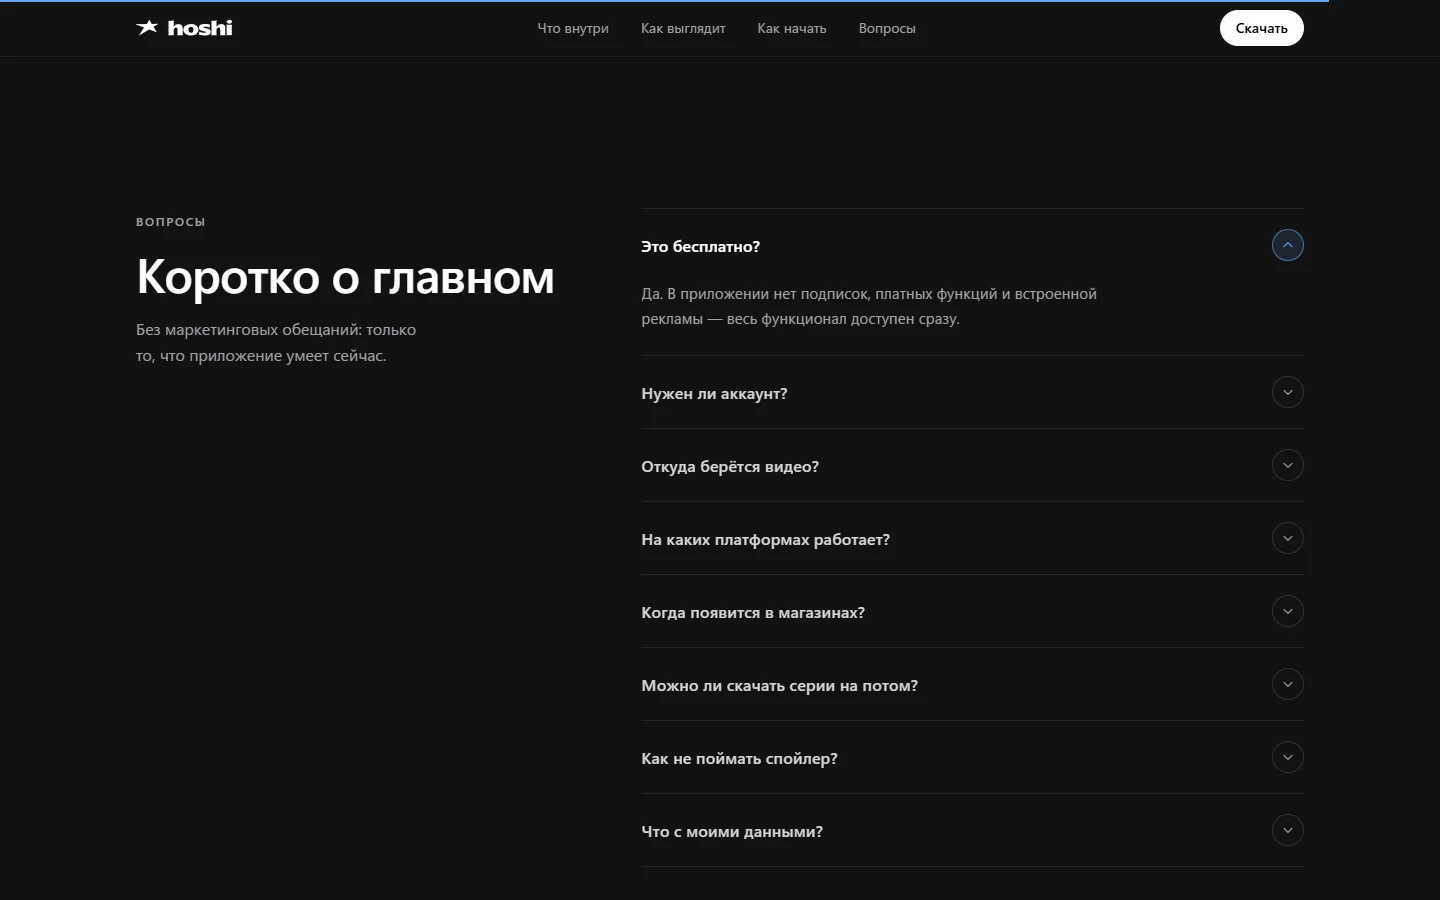 hoshi
Что внутри
Как выглядит
Как начать
Вопросы
Скачать
ВОПРОСЫ
Коротко о главном
Без маркетинговых обещаний: только
то, что приложение умеет сейчас.
Это бесплатно?
Да. В приложении нет подписок, платных функций и встроенной
рекламы — весь функционал доступен сразу.
Нужен ли аккаунт?
Откуда берётся видео?
На каких платформах работает?
Когда появится в магазинах?
Можно ли скачать серии на потом?
Как не поймать спойлер?
Что с моими данными?